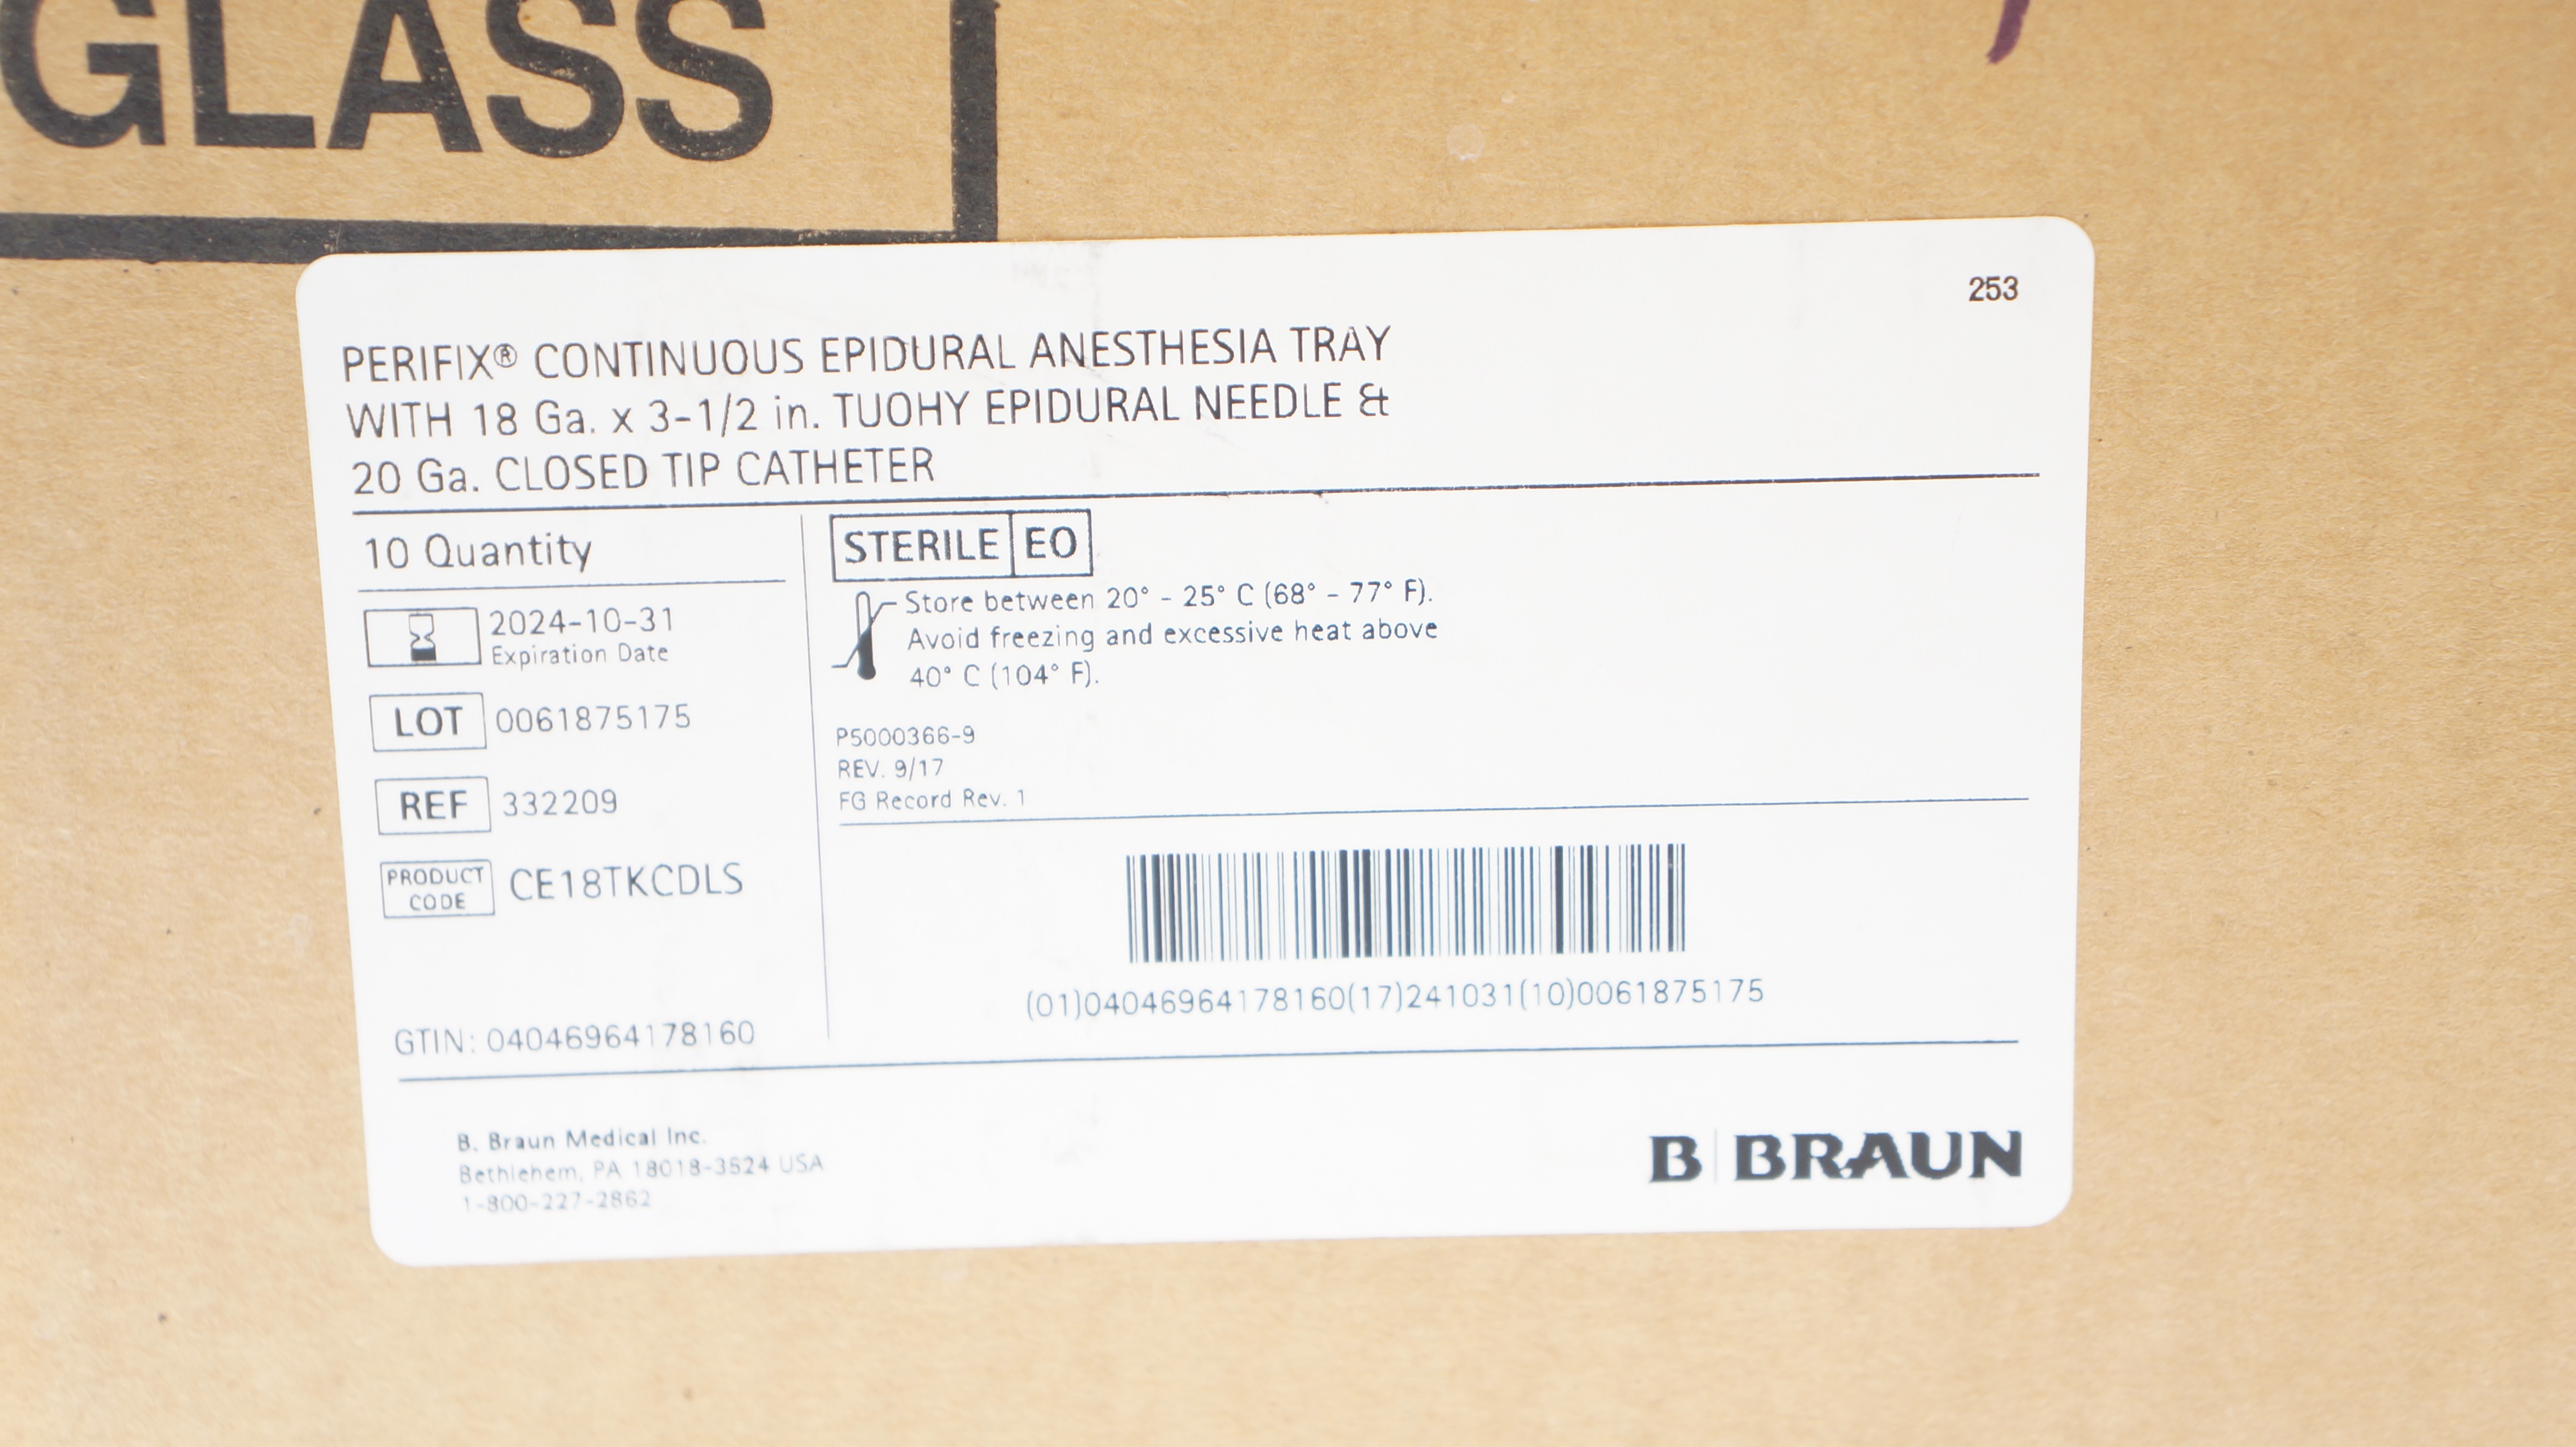 GLASS
253
PERIFIX® CONTINUOUS EPIDURAL ANESTHESIA TRAY
WITH 18 Ga. x 3-1/2 in. TUOHY EPIDURAL NEEDLE &
20 Ga. CLOSED TIP CATHETER
10 Quantity
2024-10-31
Expiration Date
LOT 0061875175
REF 332209
PRODUCT
CODE
CE18TKCDLS
GTIN: 04046964178160
STERILE EO
Store between 20° - 25° C (68° - 77° F).
Avoid freezing and excessive heat above
40° C (104° F).
P5000366-9
REV. 9/17
FG Record Rev. 1
(01)04046964178160(17)241031(10)0061875175
B. Braun Medical Inc.
Bethlehem, PA 18018-3524 USA
1-800-227-2862
B BRAUN